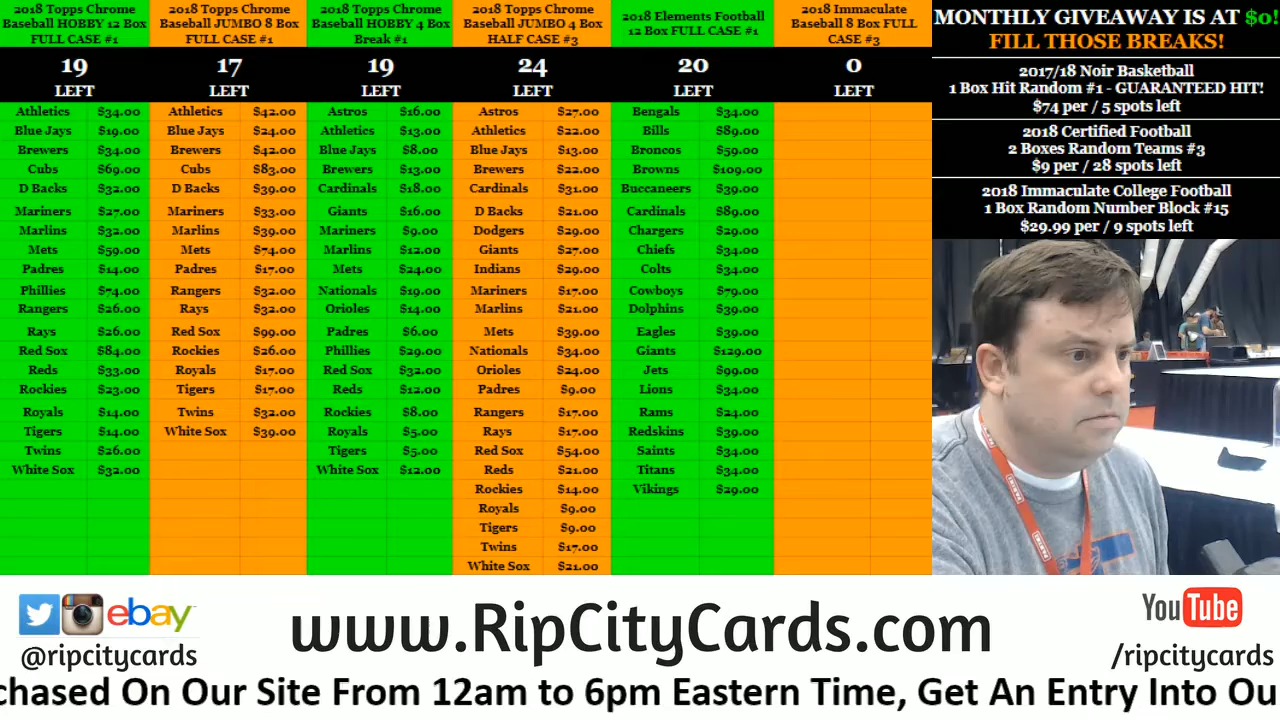 2018 Topps Chrome
Baseball HOBBY 12 Box
FULL CASE #1
19
LEFT
Athletics $34.00
Blue Jays $19.00
Brewers $34.00
Cubs $69.00
D Backs $32.00
Mariners $27.00
Marlins $32.00
Mets $59.00
Padres $14.00
Phillies $74.00
Rangers $26.00
Rays $26.00
Red Sox $84.00
Reds $33.00
Rockies $23.00
Royals $14.00
Tigers $14.00
Twins $26.00
White Sox $32.00
2018 Topps Chrome
Baseball JUMBO 8 Box
FULL CASE #1
17
LEFT
Athletics $42.00
Blue Jays $24.00
Brewers $42.00
Cubs $83.00
D Backs $39.00
Mariners $33.00
Marlins $39.00
Mets $74.00
Padres $17.00
Rangers $32.00
Rays $32.00
Red Sox $99.00
Rockies $26.00
Royals $17.00
Tigers $17.00
Twins $32.00
White Sox $39.00
2018 Topps Chrome
Baseball HOBBY 4 Box
Break #1
19
LEFT
Astros $16.00
Athletics $13.00
Blue Jays $8.00
Brewers $13.00
Cardinals $18.00
Giants $16.00
Mariners $9.00
Marlins $12.00
Mets $24.00
Nationals $19.00
Orioles $14.00
Padres $6.00
Phillies $29.00
Red Sox $32.00
Reds $12.00
Rockies $8.00
Royals $5.00
Tigers $5.00
White Sox $12.00
2018 Topps Chrome
Baseball JUMBO 4 Box
HALF CASE #3
24
LEFT
Astros $27.00
Athletics $22.00
Blue Jays $13.00
Brewers $22.00
Cardinals $31.00
D Backs $21.00
Dodgers $29.00
Giants $27.00
Indians $29.00
Mariners $17.00
Marlins $21.00
Mets $39.00
Nationals $34.00
Orioles $24.00
Padres $9.00
Rangers $17.00
Rays $17.00
Red Sox $54.00
Reds $21.00
Rockies $14.00
Royals $9.00
Tigers $9.00
Twins $17.00
White Sox $21.00
2018 Elements Football
12 Box FULL CASE #1
20
LEFT
Bengals $34.00
Bills $89.00
Broncos $59.00
Browns $109.00
Buccaneers $39.00
Cardinals $89.00
Chargers $29.00
Chiefs $34.00
Colts $34.00
Cowboys $79.00
Dolphins $39.00
Eagles $39.00
Giants $129.00
Jets $99.00
Lions $34.00
Rams $24.00
Redskins $39.00
Saints $34.00
Titans $34.00
Vikings $29.00
2018 Immaculate
Baseball 8 Box FULL
CASE #3
0
LEFT
MONTHLY GIVEAWAY IS AT $0!
FILL THOSE BREAKS!
2017/18 Noir Basketball
1 Box Hit Random #1 - GUARANTEED HIT!
$74 per / 5 spots left
2018 Certified Football
2 Boxes Random Teams #3
$9 per / 28 spots left
2018 Immaculate College Football
1 Box Random Number Block #15
$29.99 per / 9 spots left
ebay
@ripcitycards
www.RipCityCards.com
YouTube
/ripcitycards
chased On Our Site From 12am to 6pm Eastern Time, Get An Entry Into Ou